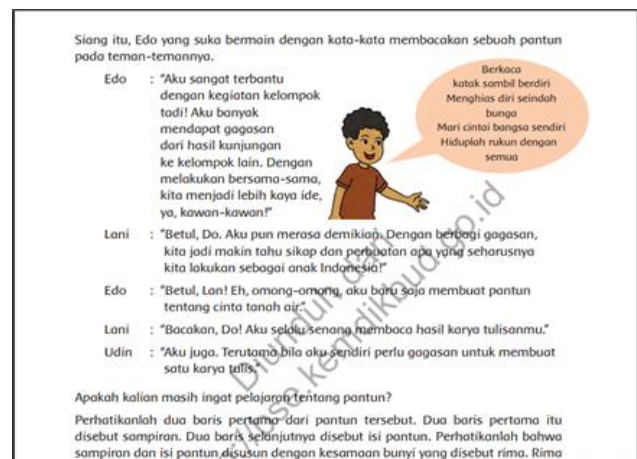 Siang itu, Edo yang suka bermain dengan kata-kata membacakan sebuah pantun
pada teman-temannya.
Edo : "Aku sangat terbantu
dengan kegiatan kelompok
tadi! Aku banyak
mendapat gagasan
dari hasil kunjungan
ke kelompok lain. Dengan
melakukan bersama-sama,
kita menjadi lebih kaya ide,
ya, kawan-kawan!"
Berkaca
katak sambil berdiri
Menghias diri seindah
bunga
Mari cintai bangsa sendiri
Hiduplah rukun dengan
semua
Lani : "Betul, Do. Aku pun merasa demikian. Dengan berbagi gagasan,
kita jadi makin tahu sikap dan perbuatan apa yang seharusnya
kita lakukan sebagai anak Indonesia!"
Edo : "Betul, Lan! Eh, omong-omong, aku baru saja membuat pantun
tentang cinta tanah air."
Lani : "Bacakan, Do! Aku selalu senang membaca hasil karya tulisanmu."
Udin : "Aku juga. Terutama bila aku sendiri perlu gagasan untuk membuat
satu karya tulis."
Apakah kalian masih ingat pelajaran tentang pantun?
Perhatikanlah dua baris pertama dari pantun tersebut. Dua baris pertama itu
disebut sampiran. Dua baris selanjutnya disebut isi pantun. Perhatikanlah bahwa
sampiran dan isi pantun disusun dengan kesamaan bunyi yang disebut rima. Rima
Diunduh dari
//bse.kemdikbud.go.id